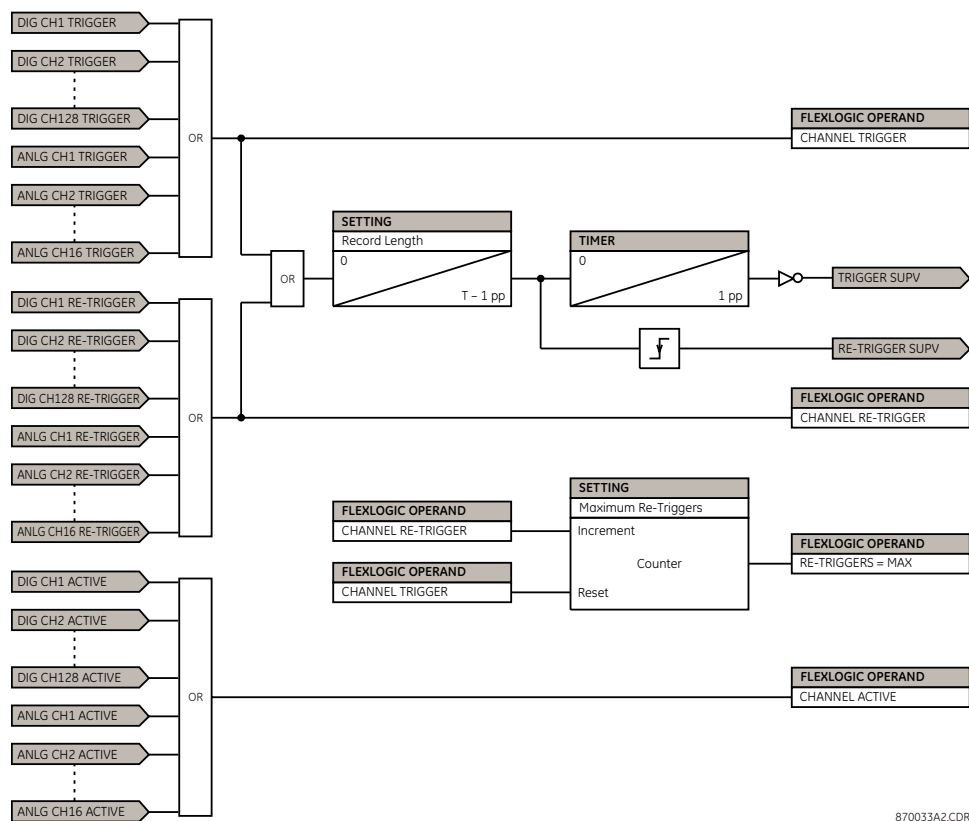 DIG CH1 TRIGGER
DIG CH2 TRIGGER
DIG CH128 TRIGGER
ANLG CH1 TRIGGER
ANLG CH2 TRIGGER
ANLG CH16 TRIGGER
OR
FLEXLOGIC OPERAND
CHANNEL TRIGGER
OR
SETTING
Record Length
0
T – 1 pp
TIMER
0
1 pp
TRIGGER SUPV
RE-TRIGGER SUPV
DIG CH1 RE-TRIGGER
DIG CH2 RE-TRIGGER
DIG CH128 RE-TRIGGER
ANLG CH1 RE-TRIGGER
ANLG CH2 RE-TRIGGER
ANLG CH16 RE-TRIGGER
OR
FLEXLOGIC OPERAND
CHANNEL RE-TRIGGER
FLEXLOGIC OPERAND
CHANNEL RE-TRIGGER
FLEXLOGIC OPERAND
CHANNEL TRIGGER
SETTING
Maximum Re-Triggers
Increment
Counter
Reset
FLEXLOGIC OPERAND
RE-TRIGGERS = MAX
DIG CH1 ACTIVE
DIG CH2 ACTIVE
DIG CH128 ACTIVE
ANLG CH1 ACTIVE
ANLG CH2 ACTIVE
ANLG CH16 ACTIVE
OR
FLEXLOGIC OPERAND
CHANNEL ACTIVE
870033A2.CDR